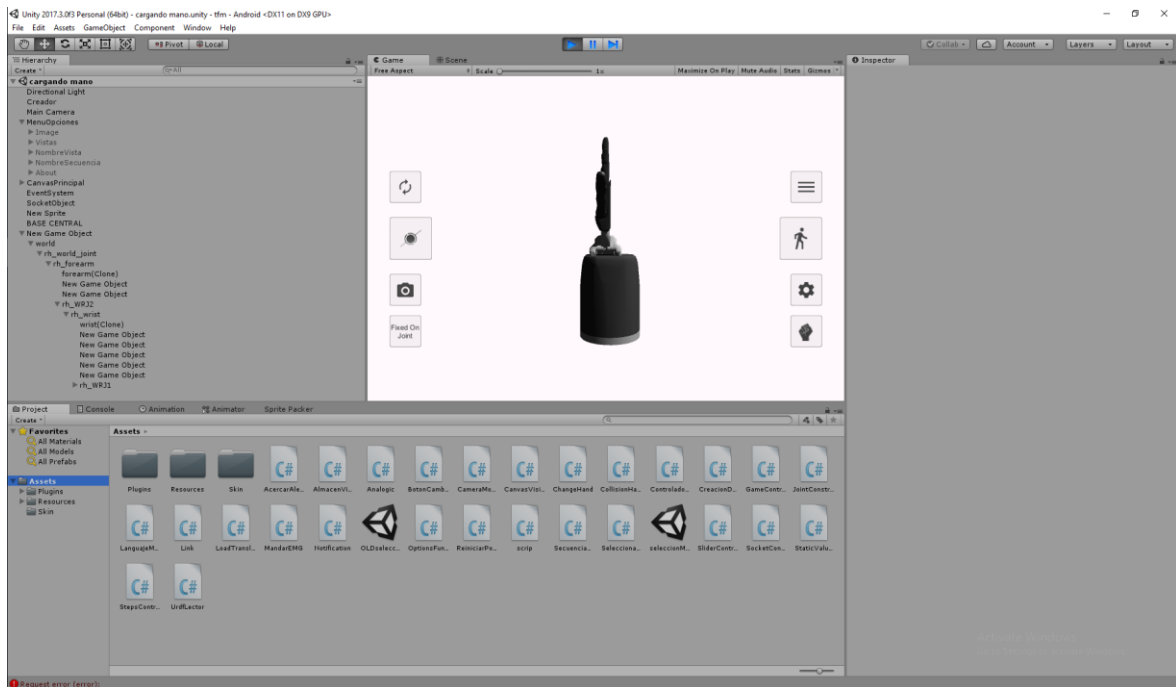 Unity 2017.3.0f3 Personal (64bit) - cargando mano.unity - tfm - Android <DX11 on DX9 GPU>
File Edit Assets GameObject Component Window Help
Pivot Local Collab Account Layers Layout
Hierarchy
Create All
cargando mano
Directional Light
Creador
Main Camera
MenuOpciones
Image
Vistas
NombreVista
NombreSecuencia
About
CanvasPrincipal
EventSystem
SocketObject
New Sprite
BASE CENTRAL
New Game Object
world
rh_world_joint
rh_forearm
forearm(Clone)
New Game Object
New Game Object
rh_WRJ2
rh_wrist
wrist(Clone)
New Game Object
New Game Object
New Game Object
New Game Object
New Game Object
rh_WRJ1
Game Scene
Free Aspect Scale 1x Maximize On Play Mute Audio Stats Gizmos
Fixed On
Joint
Inspector
Project Console Animation Animator Sprite Packer
Create
Favorites
All Materials
All Models
All Prefabs
Assets
Plugins
Resources
Skin
Assets
Plugins Resources Skin AcercarAle... AlmacenVi... Analogic BotonCamb... CameraMo... CanvasVisi... ChangeHand CollisionHa... Controlado... CreacionD... GameContr... JointConstr...
LanguajeM... Link LoadTransl... MandarEMG Notification OLDselecc... OptionsFun... ReiniciarPo... scrip Secuencia... Selecciona... seleccionM... SliderContr... SocketCon... StaticValu...
StepsContr... UrdfLector
Activate Windows
Request error (error):